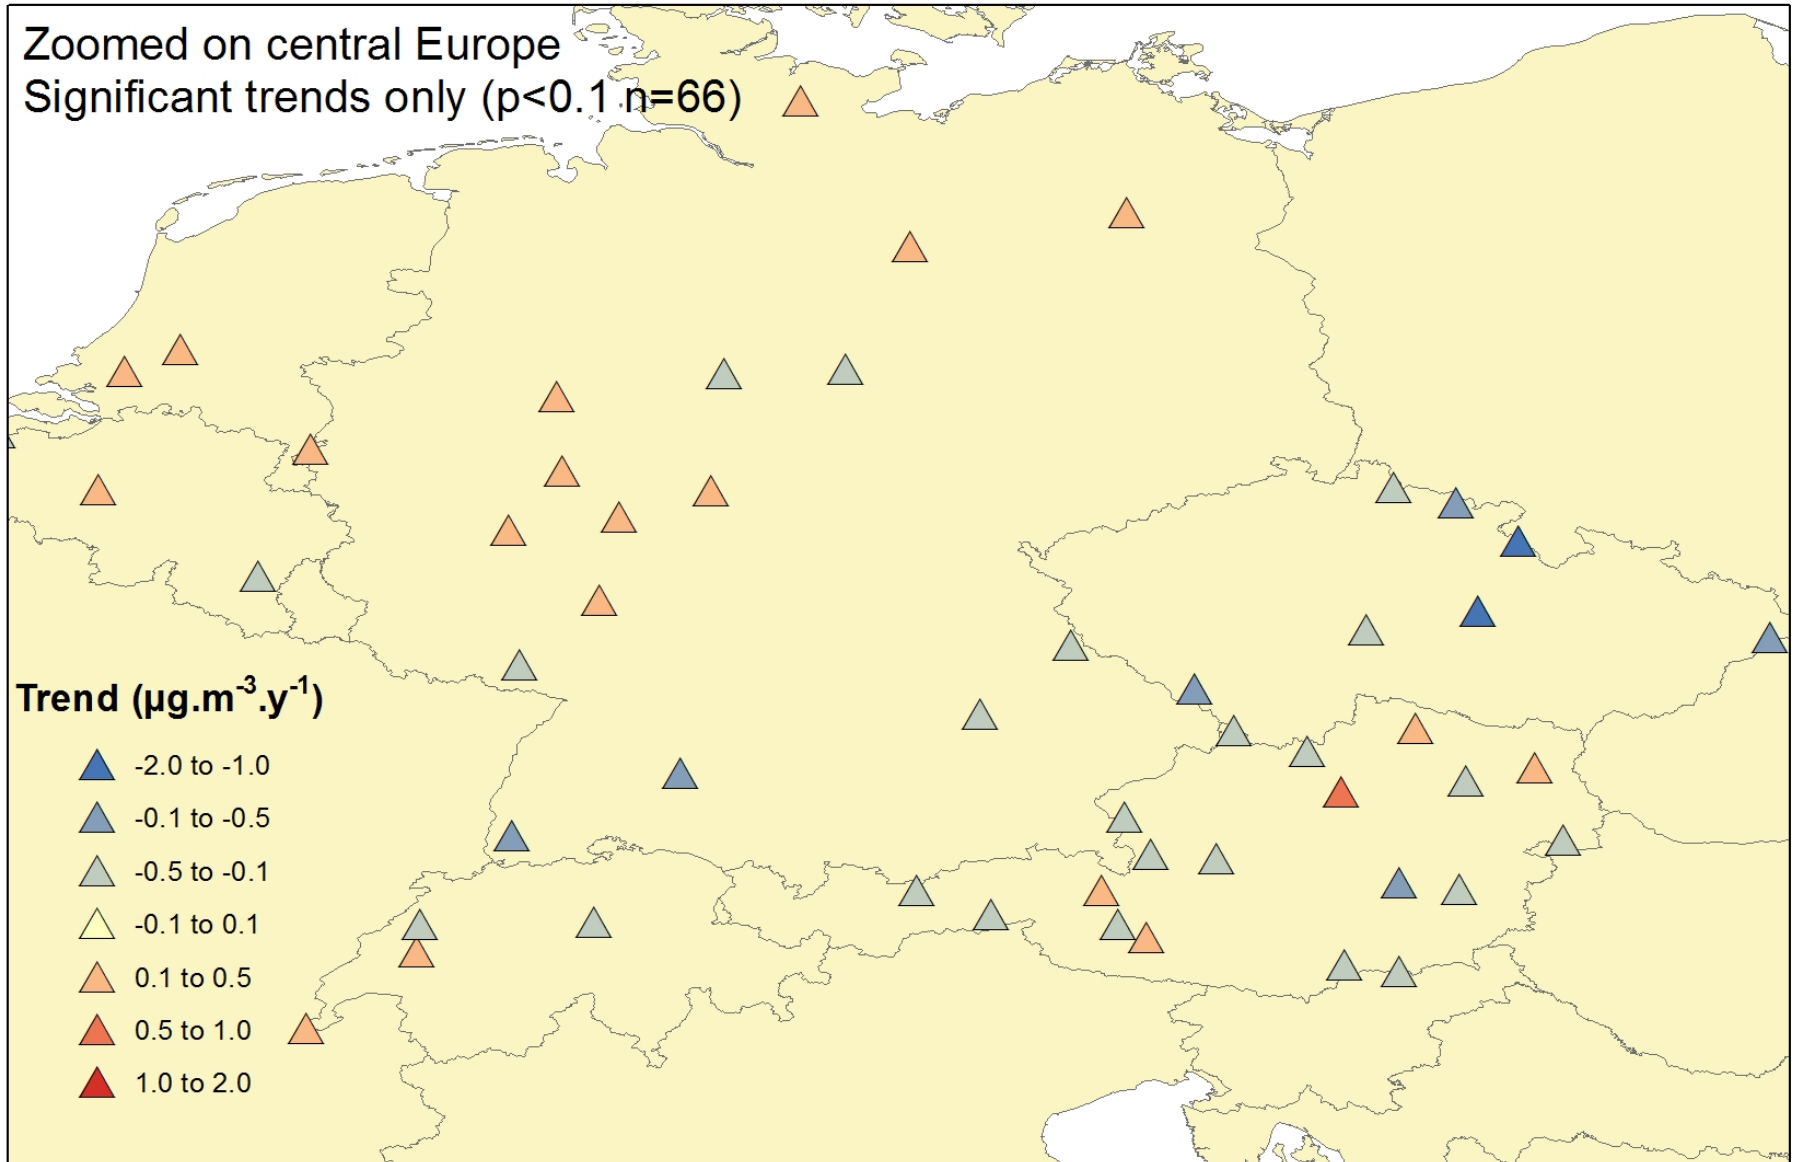 Zoomed on central Europe
Significant trends only (p<0.1 n=66)
Trend (µg.m⁻³.y⁻¹)
-2.0 to -1.0
-0.1 to -0.5
-0.5 to -0.1
-0.1 to 0.1
0.1 to 0.5
0.5 to 1.0
1.0 to 2.0